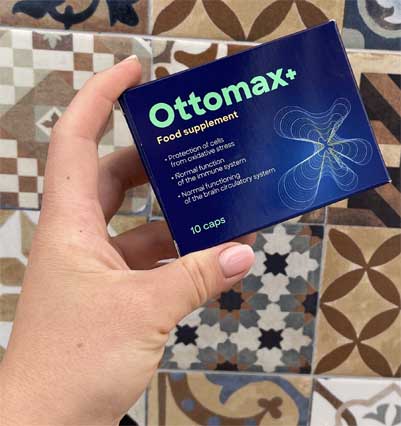 Ottomax+
Food supplement
• Protection of cells
from oxidative stress
• Normal function
of the immune system
• Normal functioning
of the brain circulatory system
10 caps